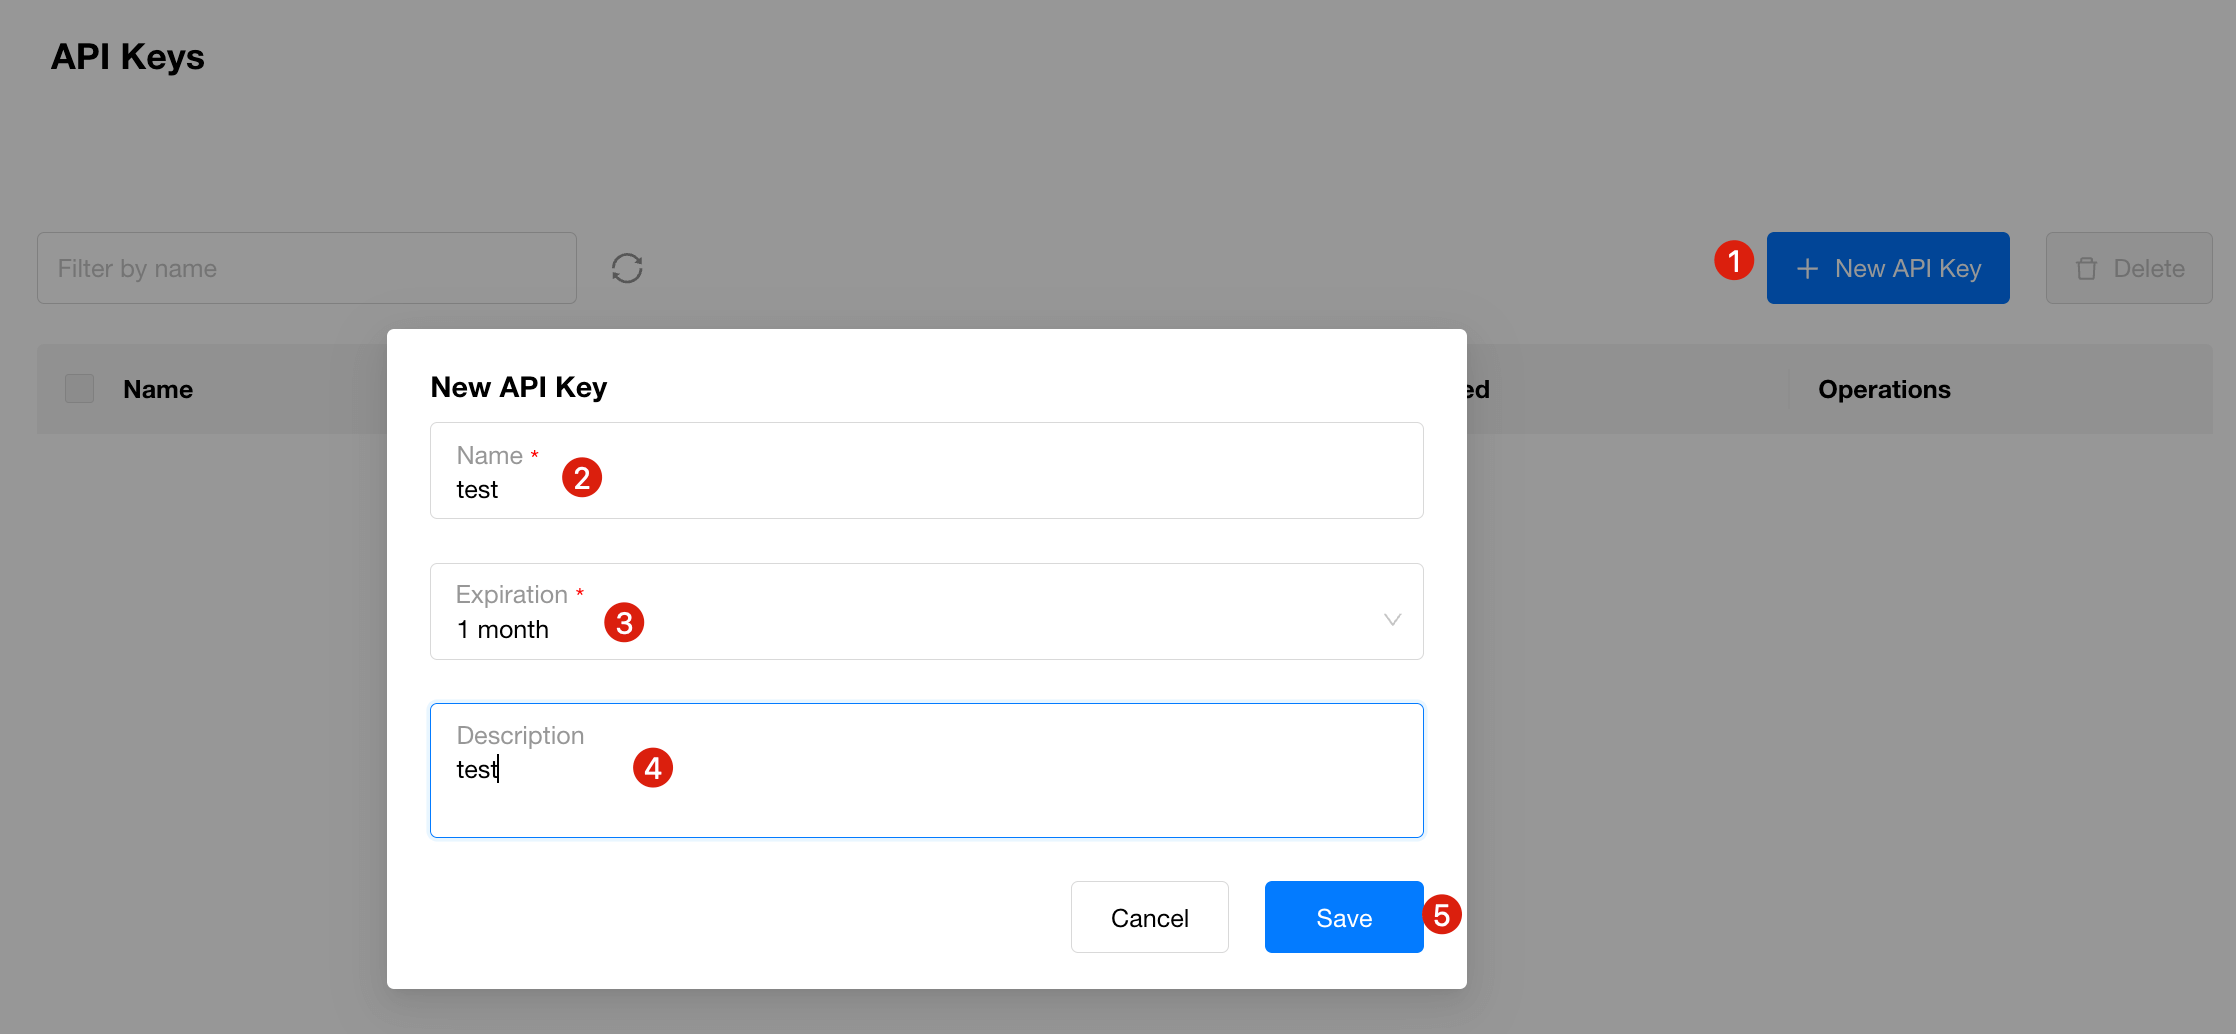 API Keys
Filter by name
1
New API Key
Delete
Name
ed
Operations
New API Key
Name *
test
2
Expiration *
1 month
3
Description
test
4
Cancel
Save
5